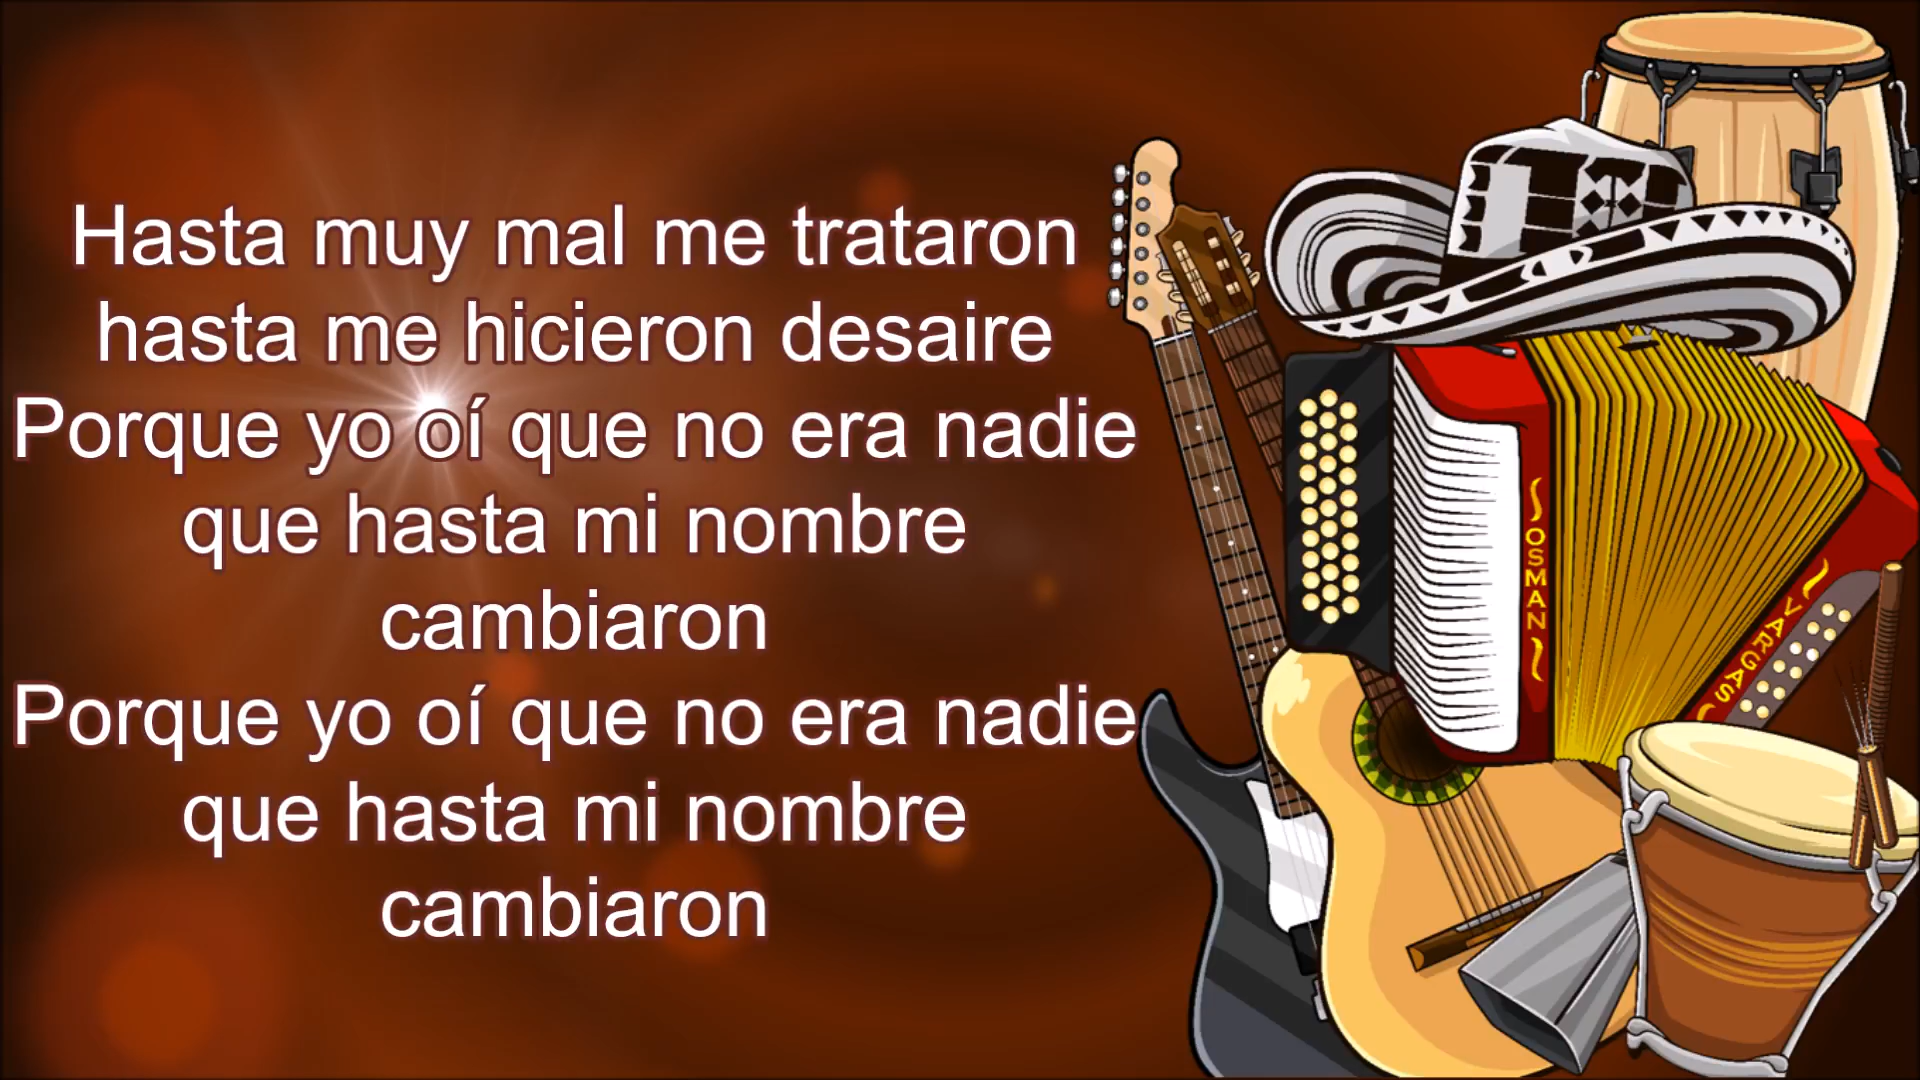 Hasta muy mal me trataron
hasta me hicieron desaire
Porque yo oí que no era nadie
que hasta mi nombre
cambiaron
Porque yo oí que no era nadie
que hasta mi nombre
cambiaron
OSMAN
VARGAS